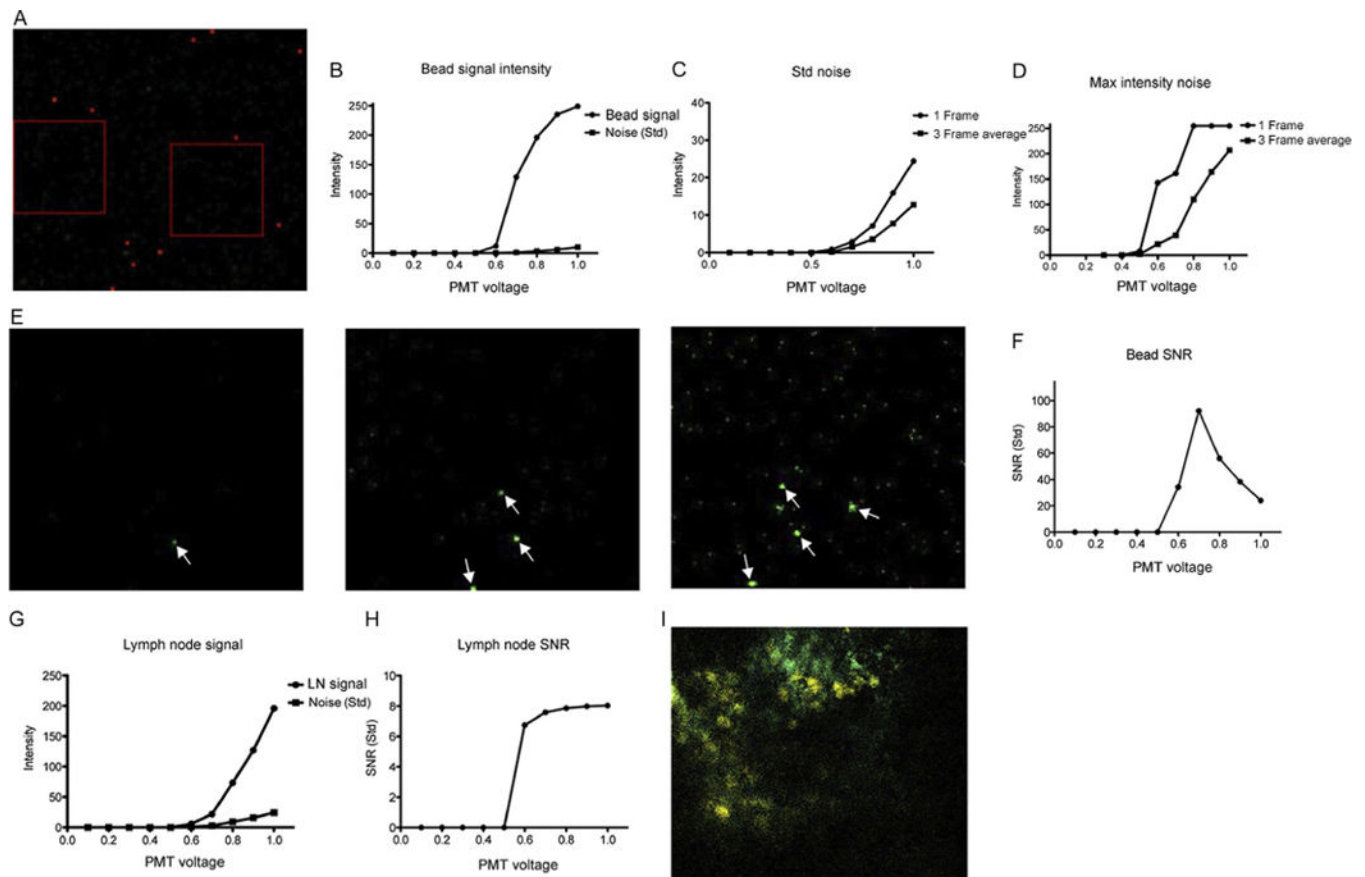 A
B
Bead signal intensity
250
200
150
100
50
0
Intensity
0.0 0.2 0.4 0.6 0.8 1.0
PMT voltage
Bead signal
Noise (Std)
C
Std noise
40
30
20
10
0
Intensity
0.0 0.5 1.0
PMT voltage
1 Frame
3 Frame average
D
Max intensity noise
250
200
150
100
50
0
Intensity
0.0 0.2 0.4 0.6 0.8 1.0
PMT voltage
1 Frame
3 Frame average
E
F
Bead SNR
100
80
60
40
20
0
SNR (Std)
0.0 0.2 0.4 0.6 0.8 1.0
PMT voltage
G
Lymph node signal
250
200
150
100
50
0
Intensity
0.0 0.2 0.4 0.6 0.8 1.0
PMT voltage
LN signal
Noise (Std)
H
Lymph node SNR
10
8
6
4
2
0
SNR (Std)
0.0 0.2 0.4 0.6 0.8 1.0
PMT voltage
I